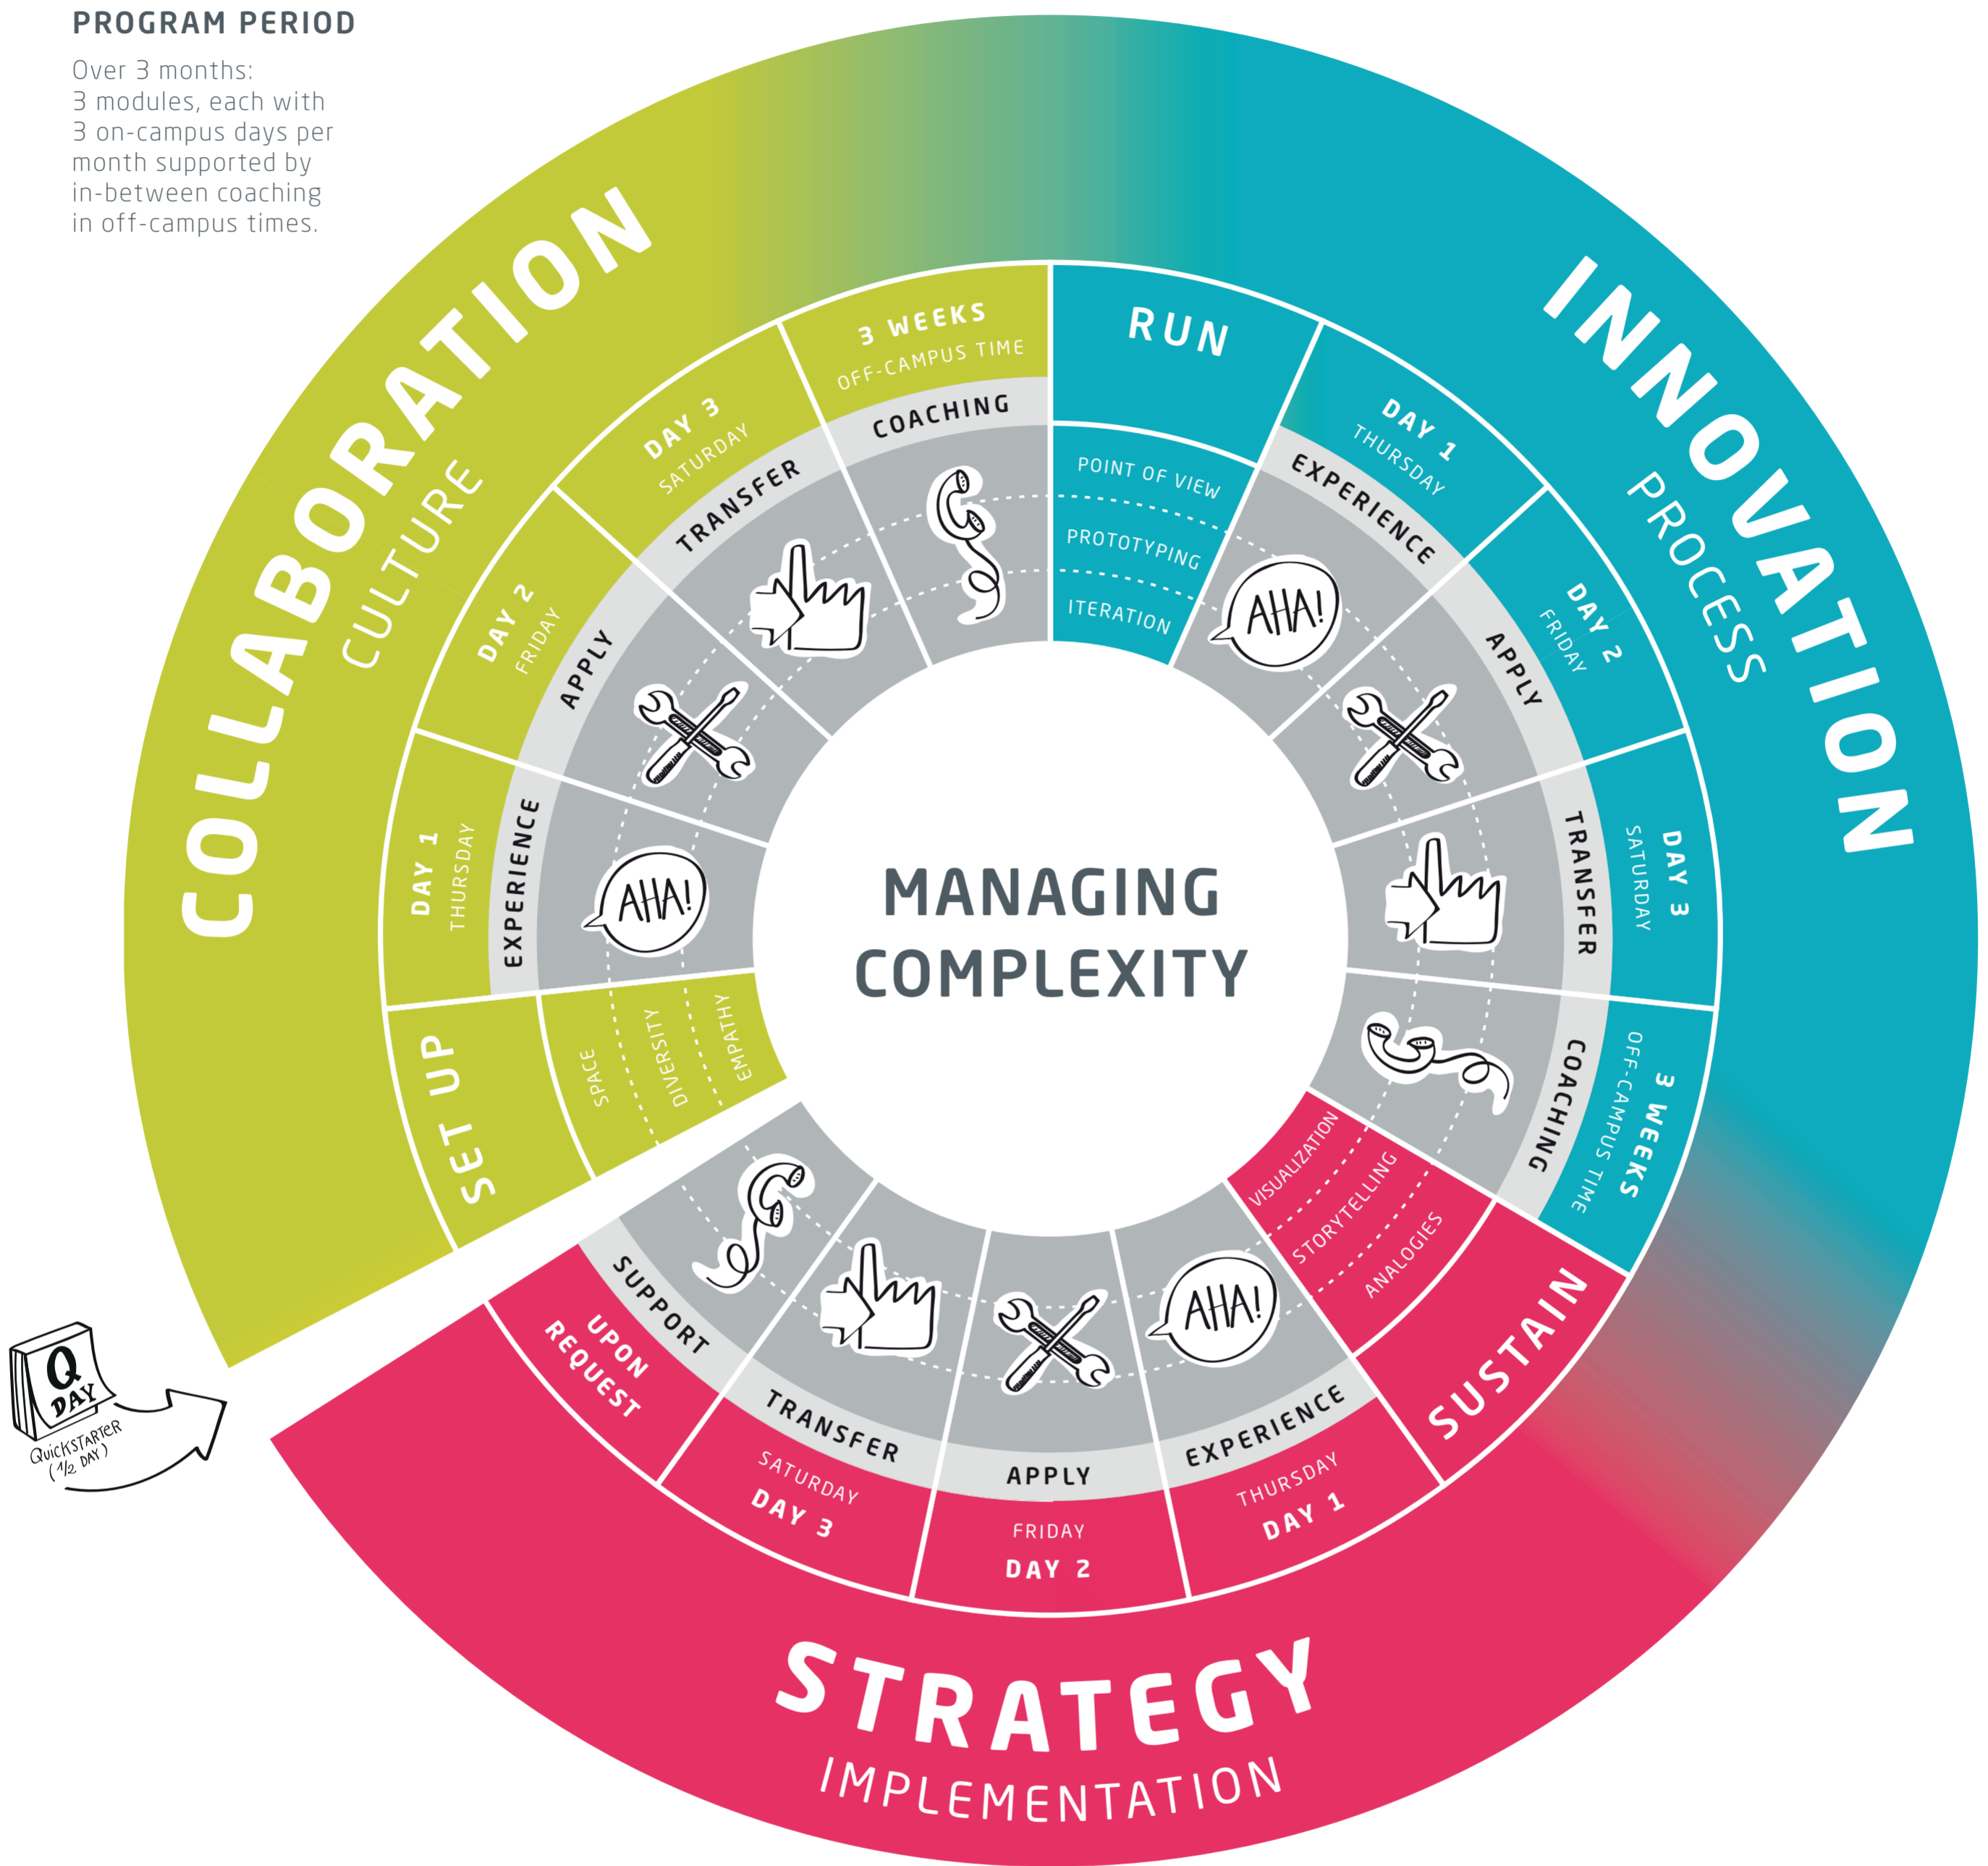 PROGRAM PERIOD
Over 3 months:
3 modules, each with
3 on-campus days per
month supported by
in-between coaching
in off-campus times.
Q
DAY
QUICKSTARTER
(1/2 DAY)
COLLABORATION
CULTURE
SET UP
SPACE
DIVERSITY
EMPATHY
DAY 1
THURSDAY
EXPERIENCE
AHA!
DAY 2
FRIDAY
APPLY
DAY 3
SATURDAY
TRANSFER
3 WEEKS
OFF-CAMPUS TIME
COACHING
INNOVATION
PROCESS
RUN
POINT OF VIEW
PROTOTYPING
ITERATION
DAY 1
THURSDAY
EXPERIENCE
AHA!
DAY 2
FRIDAY
APPLY
DAY 3
SATURDAY
TRANSFER
3 WEEKS
OFF-CAMPUS TIME
COACHING
STRATEGY
IMPLEMENTATION
SUSTAIN
VISUALIZATION
STORYTELLING
ANALOGIES
EXPERIENCE
THURSDAY
DAY 1
AHA!
APPLY
FRIDAY
DAY 2
TRANSFER
SATURDAY
DAY 3
SUPPORT
UPON
REQUEST
MANAGING
COMPLEXITY